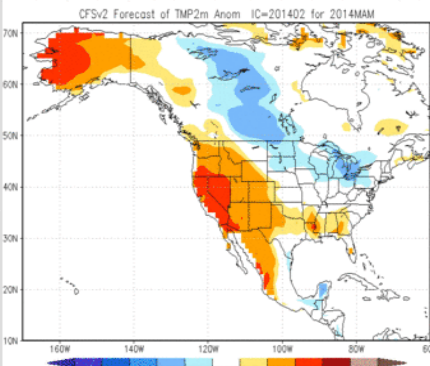 CFSv2 Forecast of TMP2m Anom IC=201402 for 2014MAM
70N
60N
50N
40N
30N
20N
10N
160W 140W 120W 100W 80W 60